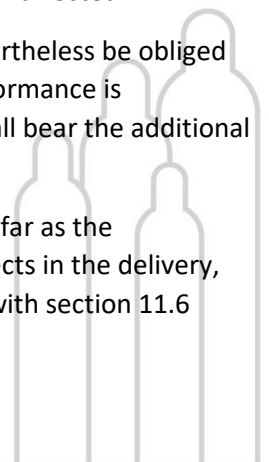 rtheless be obliged
ormance is
all bear the additional
far as the
ects in the delivery,
with section 11.6